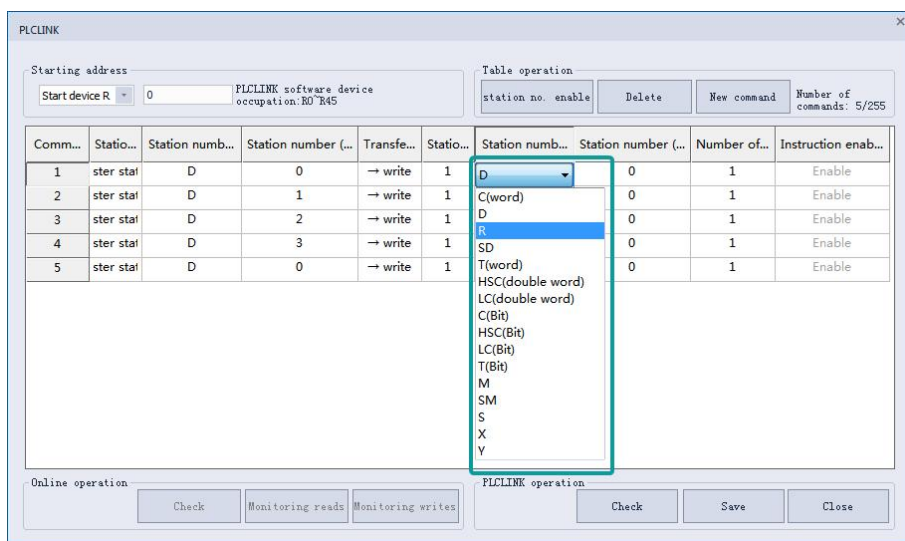 PLCLINK
×
Starting address
Start device R
0
PLCLINK software device
occupation:R0~R45
Table operation
station no. enable
Delete
New command
Number of
commands: 5/255
Comm... Statio... Station numb... Station number (... Transfe... Statio... Station numb... Station number (... Number of... Instruction enab...
1 ster stat D 0 → write 1 D 0 1 Enable
2 ster stat D 1 → write 1 0 1 Enable
3 ster stat D 2 → write 1 0 1 Enable
4 ster stat D 3 → write 1 0 1 Enable
5 ster stat D 0 → write 1 0 1 Enable
C(word)
D
R
SD
T(word)
HSC(double word)
LC(double word)
C(Bit)
HSC(Bit)
LC(Bit)
T(Bit)
M
SM
S
X
Y
Online operation
Check
Monitoring reads
Monitoring writes
PLCLINK operation
Check
Save
Close